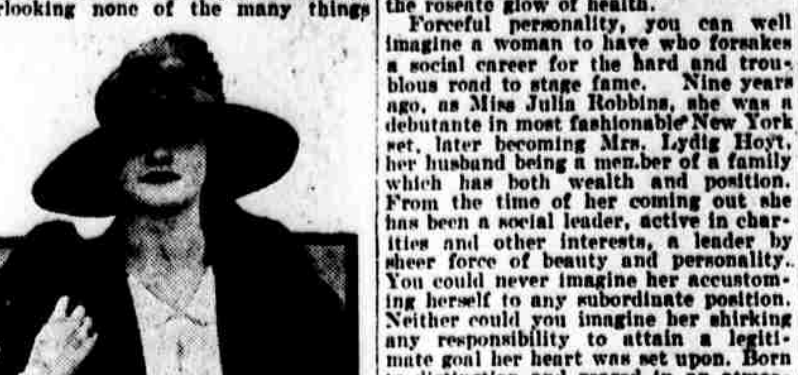 rlooking none of the many things
the roseate glow of health.
Forceful personality, you can well
imagine a woman to have who forsakes
a social career for the hard and trou-
blous road to stage fame. Nine years
ago, as Miss Julia Robbins, she was a
debutante in most fashionable New York
set, later becoming Mrs. Lydig Hoyt,
her husband being a men.ber of a family
which has both wealth and position.
From the time of her coming out she
has been a social leader, active in char-
ities and other interests, a leader by
sheer force of beauty and personality..
You could never imagine her accustom-
ing herself to any subordinate position.
Neither could you imagine her shirking
any responsibility to attain a legiti-
mate goal her heart was set upon. Born